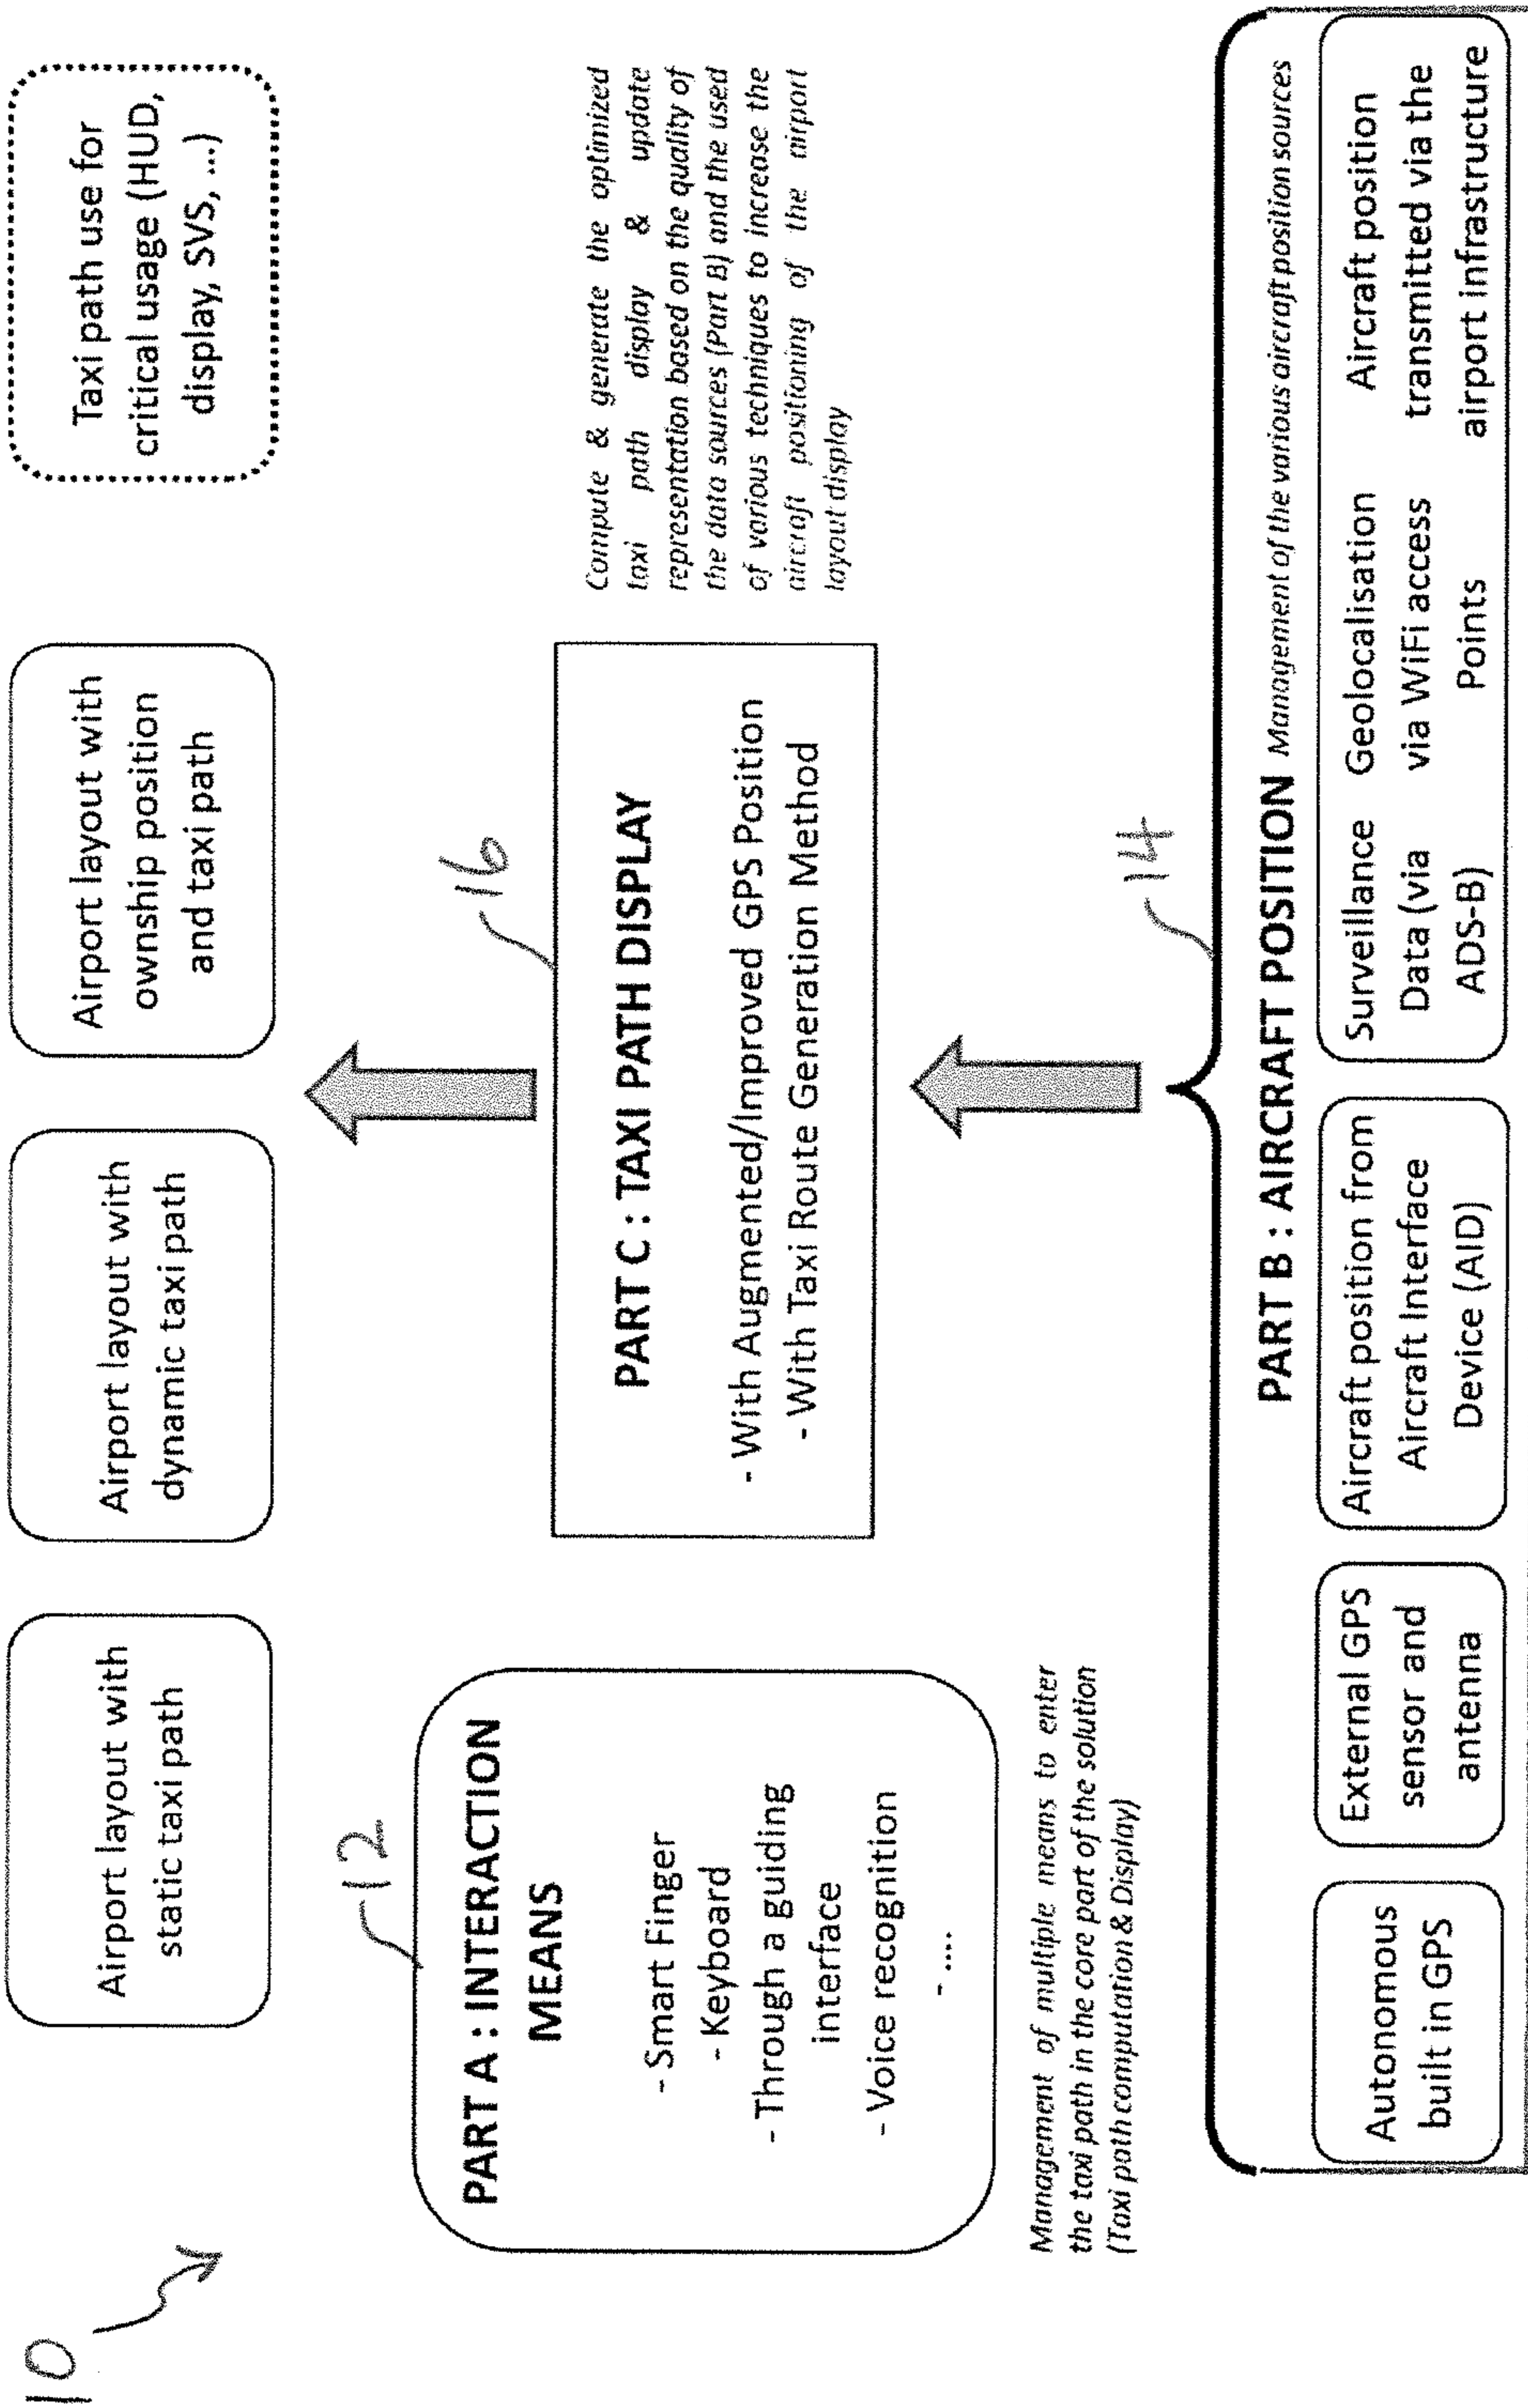 10
Airport layout with
static taxi path
Airport layout with
dynamic taxi path
Airport layout with
ownship position
and taxi path
Taxi path use for
critical usage (HUD,
display, SVS, ...)
12
PART A : INTERACTION
MEANS
- Smart Finger
- Keyboard
- Through a guiding
interface
- Voice recognition
- ....
Management of multiple means to enter
the taxi path in the core part of the solution
(Taxi path computation & Display)
16
PART C : TAXI PATH DISPLAY
- With Augmented/Improved GPS Position
- With Taxi Route Generation Method
Compute & generate the optimized
taxi path display & update
representation based on the quality of
the data sources (Part B) and the used
of various techniques to increase the
aircraft positioning of the airport
layout display
14
PART B : AIRCRAFT POSITION Management of the various aircraft position sources
Autonomous
built in GPS
External GPS
sensor and
antenna
Aircraft position from
Aircraft Interface
Device (AID)
Surveillance
Data (via
ADS-B)
Geolocalisation
via WiFi access
Points
Aircraft position
transmitted via the
airport infrastructure